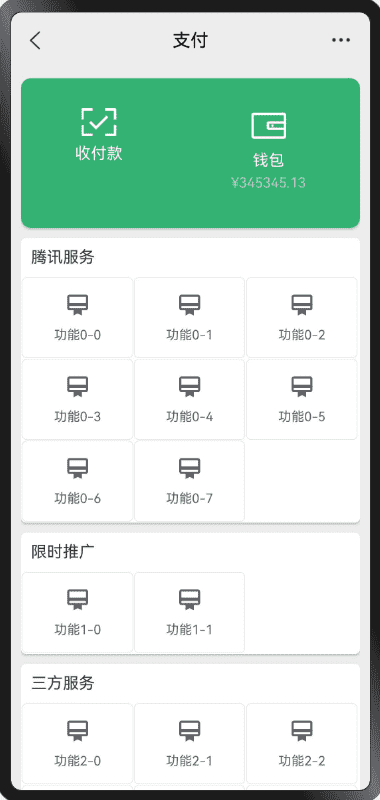 支付
收付款
钱包
¥345345.13
腾讯服务
功能0-0
功能0-1
功能0-2
功能0-3
功能0-4
功能0-5
功能0-6
功能0-7
限时推广
功能1-0
功能1-1
三方服务
功能2-0
功能2-1
功能2-2